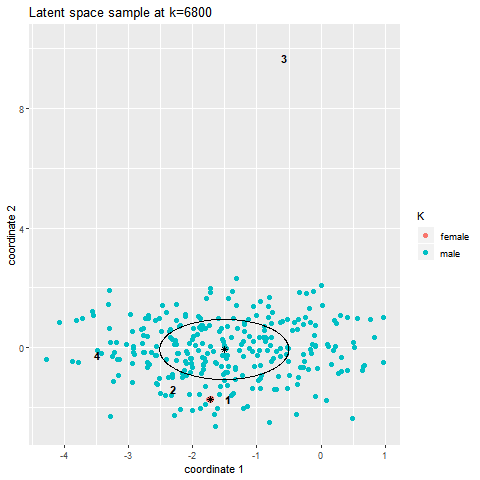 Latent space sample at k=6800
3
8
coordinate 2
4
K
female
male
0
4
2
1
-4
-3
-2
-1
0
1
coordinate 1